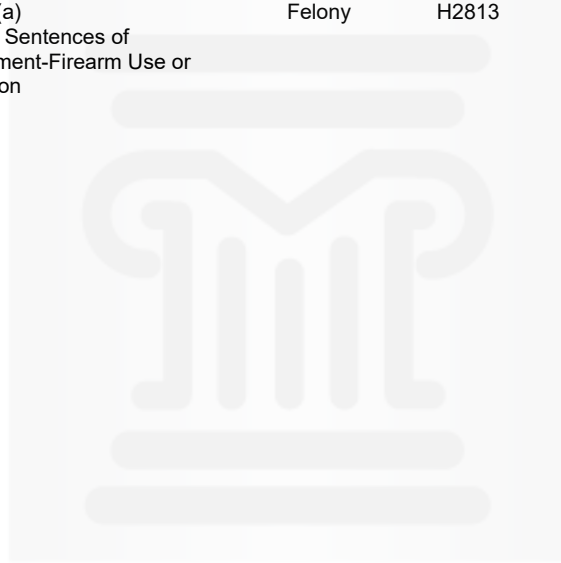 (a) Felony H2813
Sentences of
ment-Firearm Use or
on